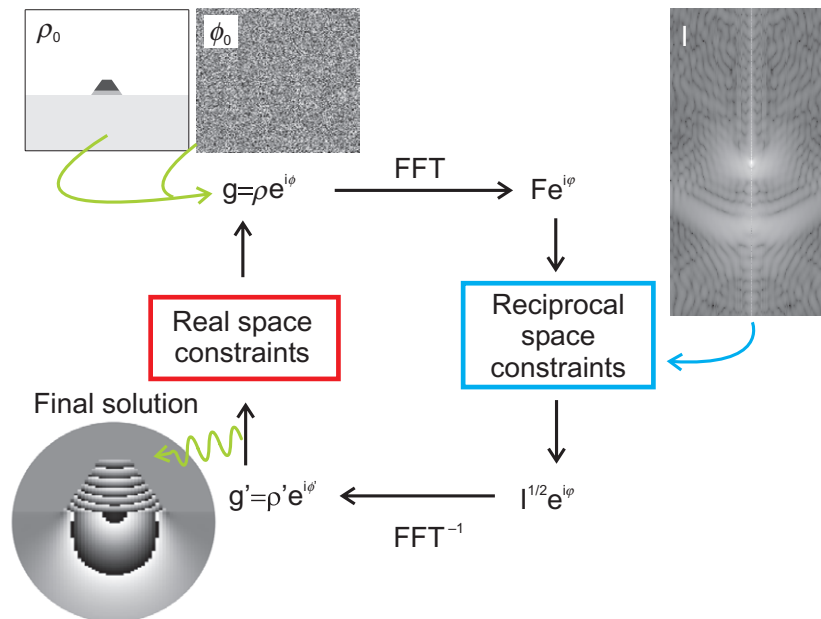 ρ₀
ϕ₀
I
g=ρe^{iϕ}
FFT
Fe^{iφ}
Real space
constraints
Reciprocal
space
constraints
Final solution
g'=ρ'e^{iϕ'}
FFT⁻¹
I^{1/2}e^{iφ}